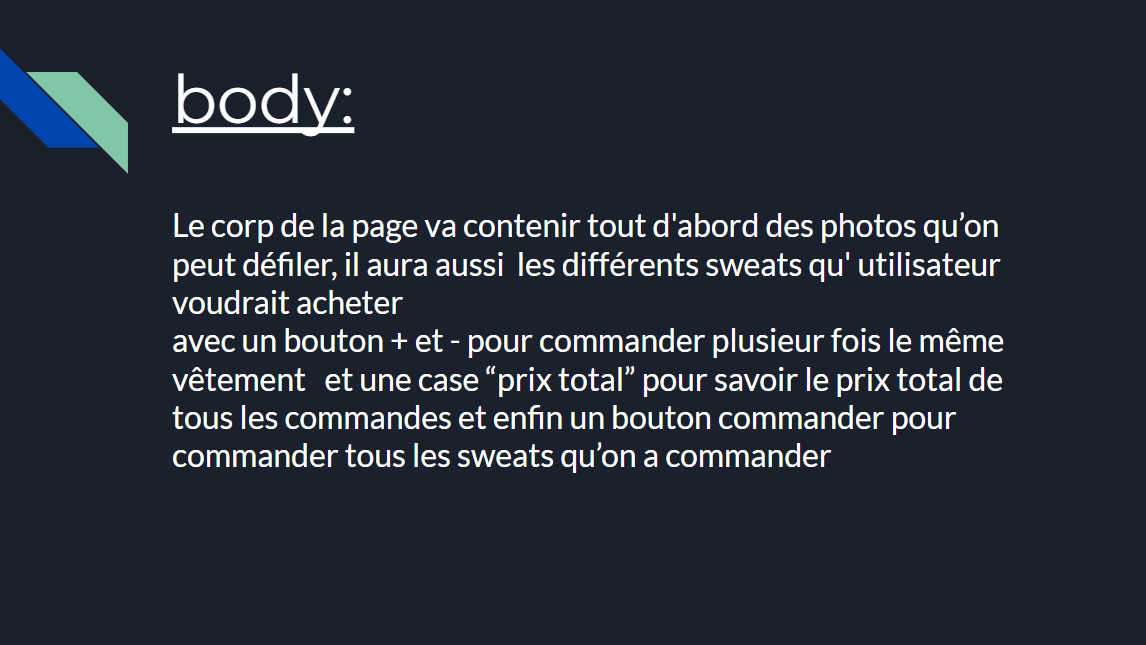 body:
Le corp de la page va contenir tout d'abord des photos qu’on
peut défiler, il aura aussi  les différents sweats qu' utilisateur
voudrait acheter
avec un bouton + et - pour commander plusieur fois le même
vêtement   et une case “prix total” pour savoir le prix total de
tous les commandes et enfin un bouton commander pour
commander tous les sweats qu’on a commander